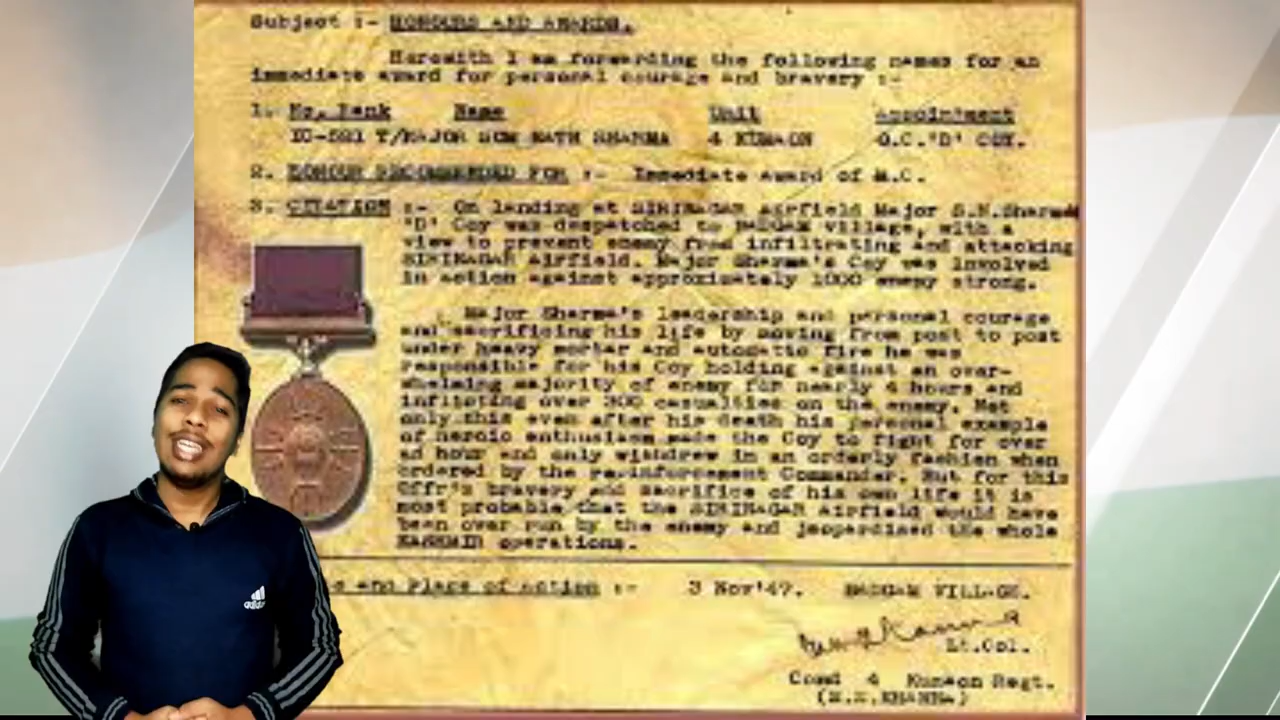 Subject :- HONOURS AND AWARDS.
Herewith I am forwarding the following names for an
immediate award for personal courage and bravery :-
1. No. Rank Name Unit Appointment
IC-521 T/MAJOR SOM NATH SHARMA 4 KUMAON O.C.'D' COY.
2. HONOUR RECOMMENDED FOR :- Immediate Award of M.C.
3. CITATION :- On landing at SIRINAGAR airfield Major S.N.Sharma
'D' Coy was despatched to BADGAM village, with a
view to prevent enemy from infiltrating and attacking
SIRINAGAR Airfield. Major Sharma's Coy was involved
in action against approximately 1000 enemy strong.
Major Sharma's leadership and personal courage
and sacrificing his life by moving from post to post
under heavy mortar and automatic fire he was
responsible for his Coy holding against an over-
whelming majority of enemy for nearly 4 hours and
inflicting over 300 casualties on the enemy. Not
only this even after his death his personal example
of heroic enthusiasm made the Coy to fight for over
an hour and only withdrew in an orderly fashion when
ordered by the reinforcement Commander. But for this
Offr's bravery and sacrifice of his own life it is
most probable that the SIRINAGAR Airfield would have
been over run by the enemy and jeopardised the whole
KASHMIR operations.
and Place of Action :- 3 Nov'47. BADGAM VILLAGE.
Lt.Col.
Comd 4 Kumaon Regt.
adidas